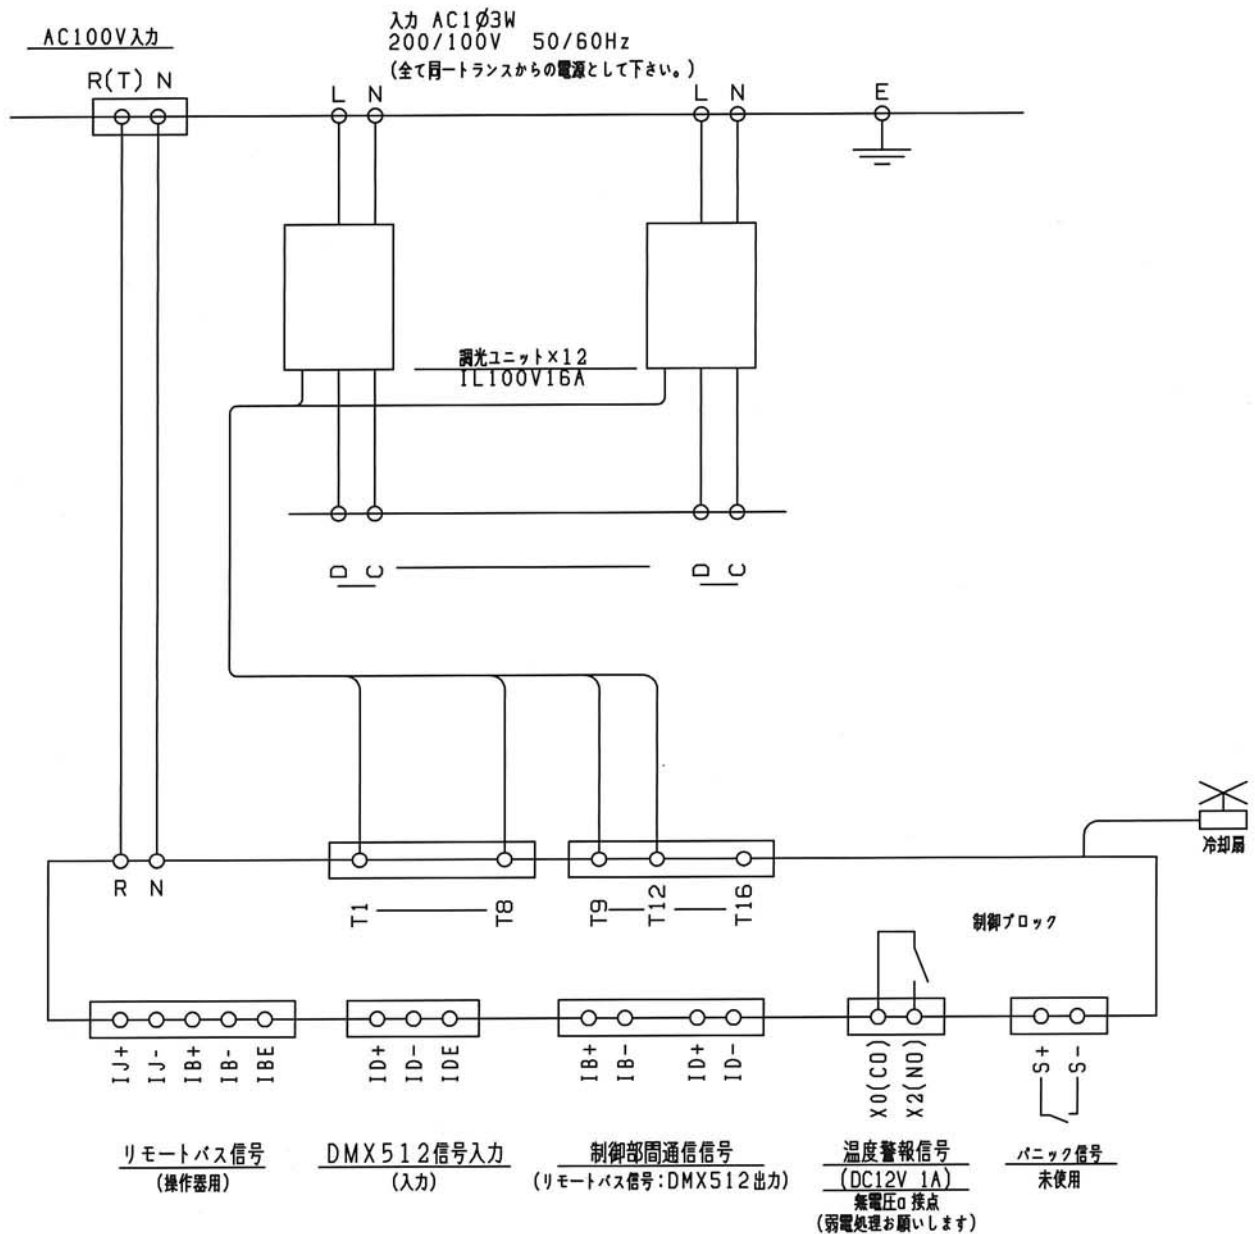 AC100V入力
入力 AC1Ø3W
200/100V 50/60Hz
(全て同一トランスからの電源として下さい。)
R(T) N
L N
L N
E
調光ユニット×12
IL100V16A
D C
D C
冷却扇
R N
T1 T8
T9 T12 T16
制御ブロック
IJ+ IJ- IB+ IB- IBE
ID+ ID- IDE
IB+ IB- ID+ ID-
X0(C0) X2(NO)
S+ S-
リモートバス信号
(操作器用)
DMX512信号入力
(入力)
制御部間通信信号
(リモートバス信号:DMX512出力)
温度警報信号
(DC12V 1A)
無電圧a接点
(弱電処理お願いします)
パニック信号
未使用